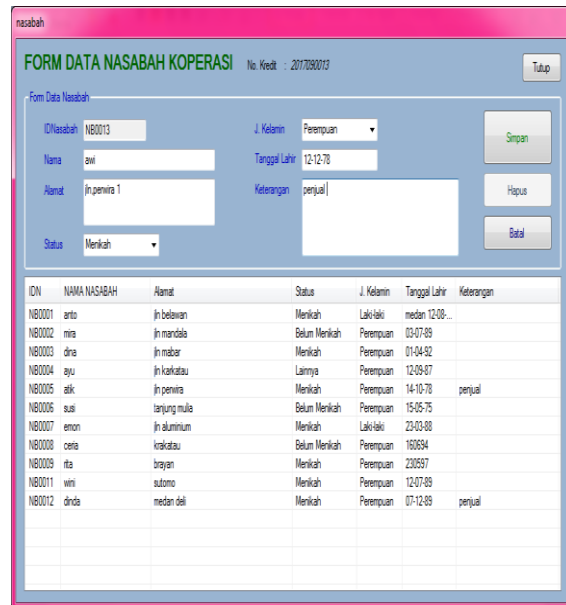 nasabah
FORM DATA NASABAH KOPERASI No. Kredit : 2017090013 Tutup
Form Data Nasabah
IDNasabah NB0013 J. Kelamin Perempuan Simpan
Nama awi Tanggal Lahir 12-12-78
Alamat jln.perwira 1 Keterangan penjual Hapus
Status Menikah Batal
IDN NAMA NASABAH Alamat Status J. Kelamin Tanggal Lahir Keterangan
NB0001 anto jln belawan Menikah Laki-laki medan 12-08-...
NB0002 mira jln mandala Belum Menikah Perempuan 03-07-89
NB0003 dina jln mabar Menikah Perempuan 01-04-92
NB0004 ayu jln karkatau Lainnya Perempuan 12-09-87
NB0005 atik jln perwira Menikah Perempuan 14-10-78 penjual
NB0006 susi tanjung mulia Belum Menikah Perempuan 15-05-75
NB0007 emon jln aluminium Menikah Laki-laki 23-03-88
NB0008 ceria krakatau Belum Menikah Perempuan 160694
NB0009 rita brayan Menikah Perempuan 230597
NB0011 wini sutomo Menikah Perempuan 12-07-89
NB0012 dinda medan deli Menikah Perempuan 07-12-89 penjual